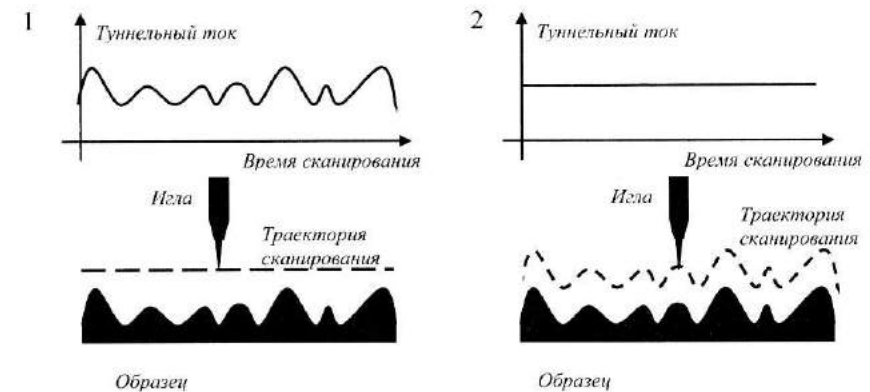 1
Туннельный ток
Время сканирования
Игла
Траектория
сканирования
Образец
2
Туннельный ток
Время сканирования
Игла
Траектория
сканирования
Образец